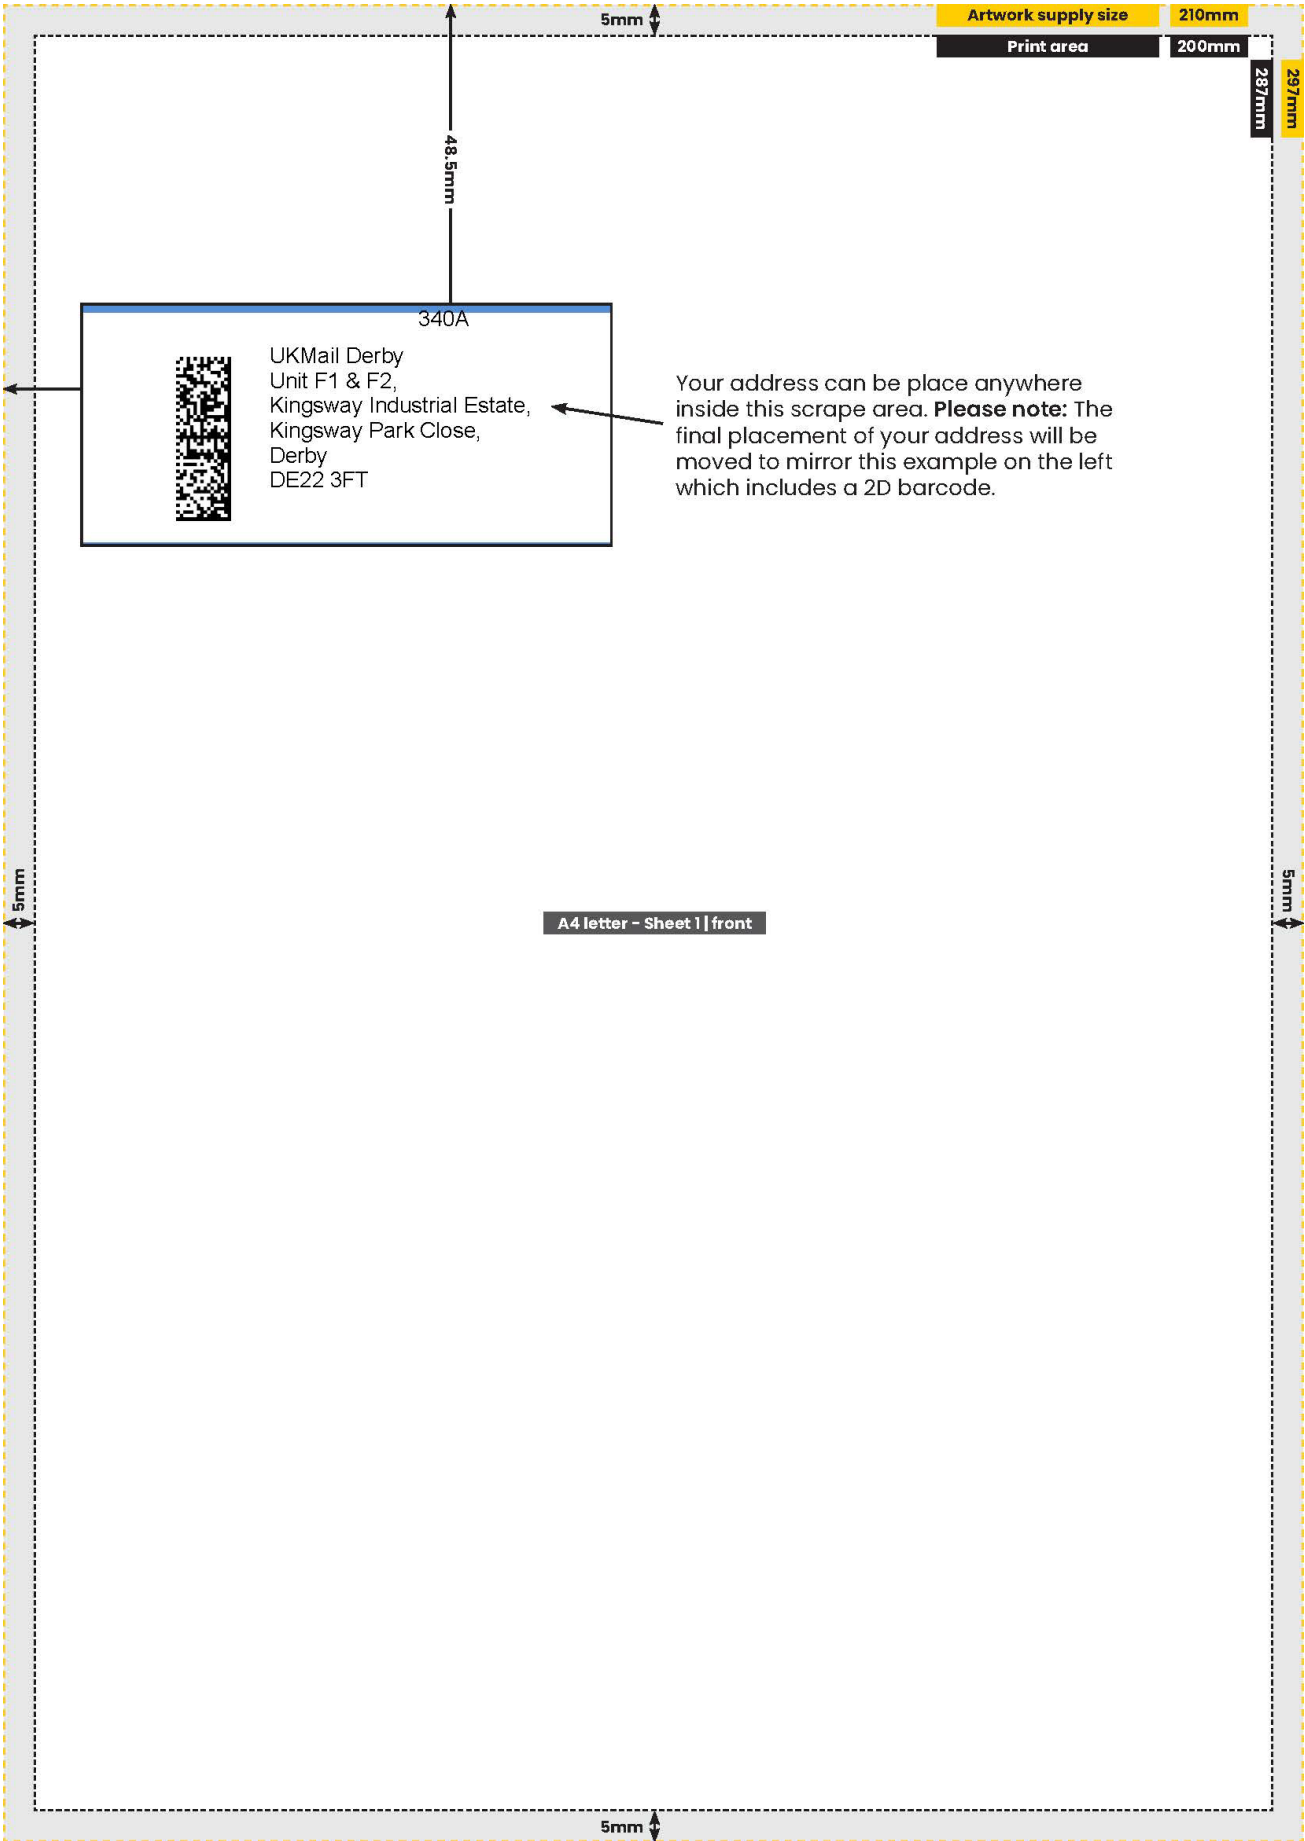 5mm
Artwork supply size 210mm
Print area 200mm
287mm
297mm
48.5mm
340A
UKMail Derby
Unit F1 & F2,
Kingsway Industrial Estate,
Kingsway Park Close,
Derby
DE22 3FT
Your address can be place anywhere
inside this scrape area. Please note: The
final placement of your address will be
moved to mirror this example on the left
which includes a 2D barcode.
5mm
A4 letter - Sheet 1 | front
5mm
5mm